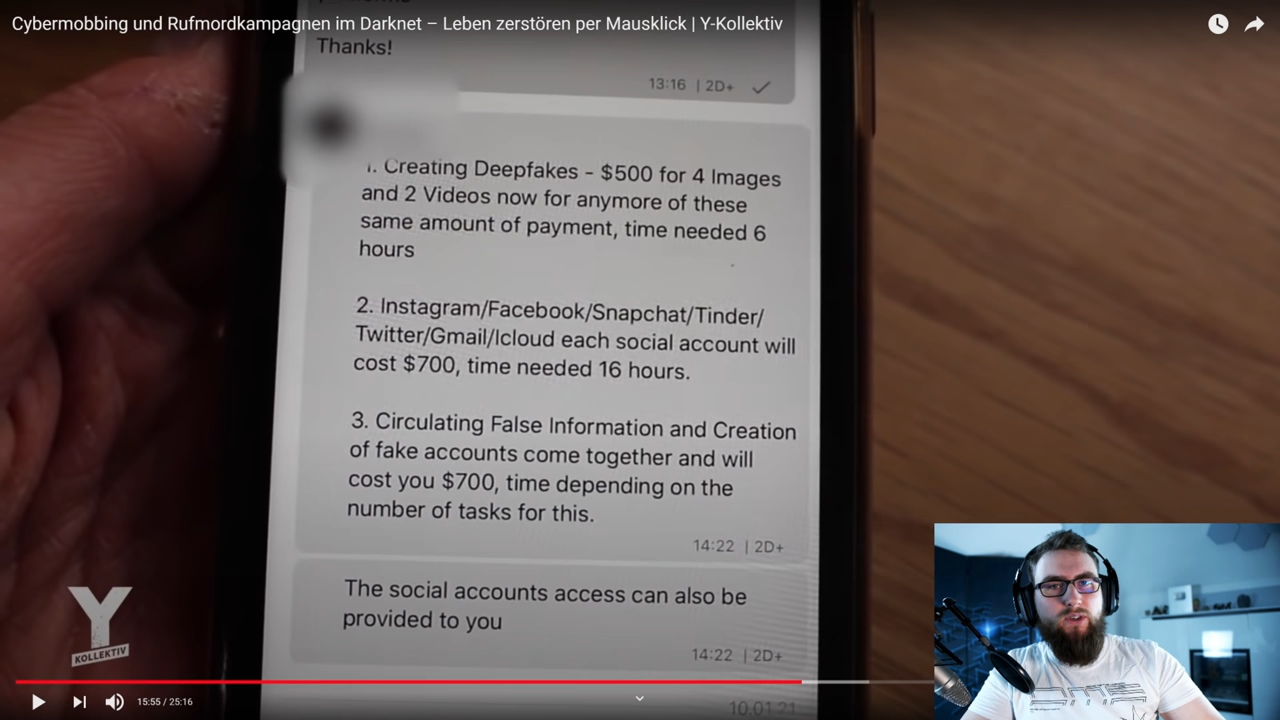 Cybermobbing und Rufmordkampagnen im Darknet – Leben zerstören per Mausklick | Y-Kollektiv
Thanks!
13:16 | 2D+
1. Creating Deepfakes - $500 for 4 Images
and 2 Videos now for anymore of these
same amount of payment, time needed 6
hours
2. Instagram/Facebook/Snapchat/Tinder/
Twitter/Gmail/Icloud each social account will
cost $700, time needed 16 hours.
3. Circulating False Information and Creation
of fake accounts come together and will
cost you $700, time depending on the
number of tasks for this.
14:22 | 2D+
The social accounts access can also be
provided to you
14:22 | 2D+
10.01.21
Y
KOLLEKTIV
15:55 / 25:16